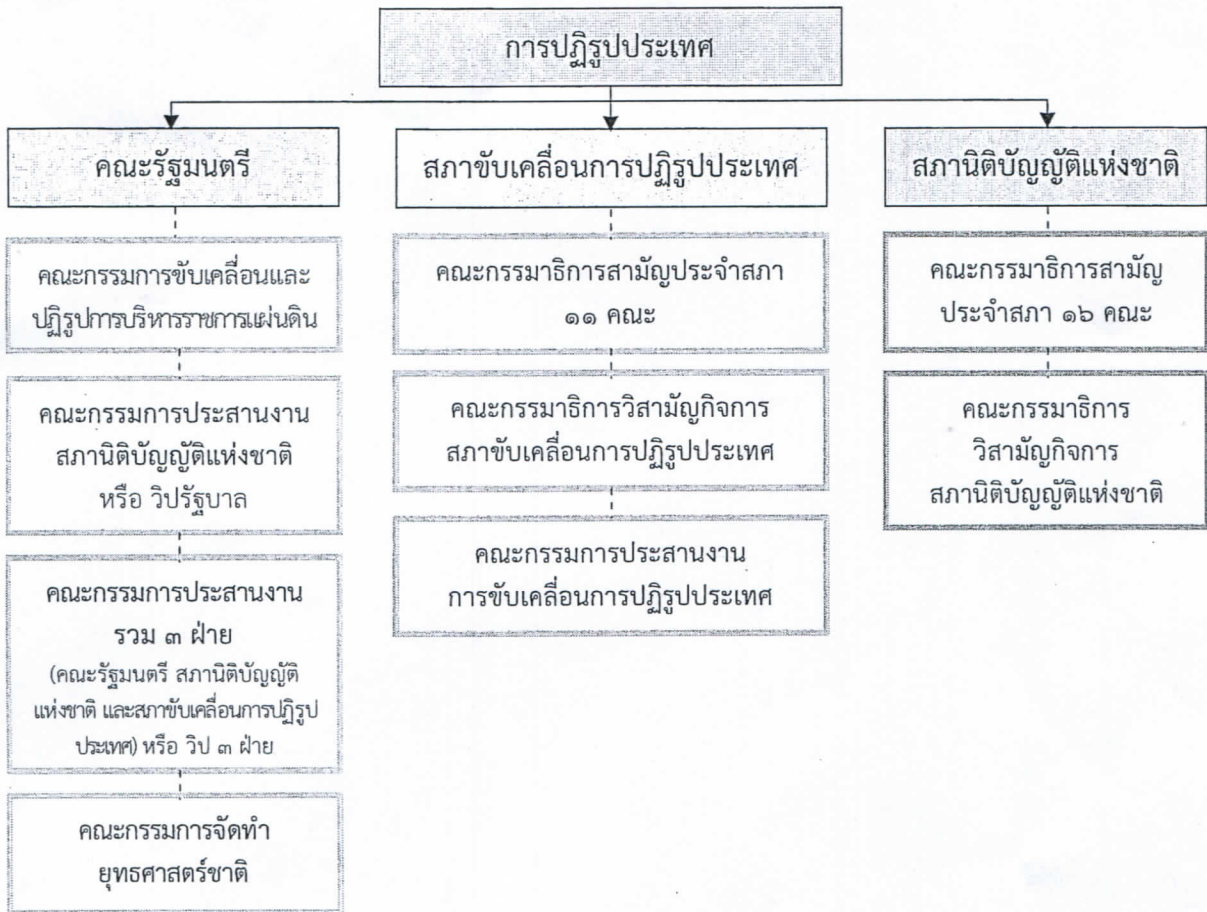 การปฏิรูปประเทศ
คณะรัฐมนตรี
คณะกรรมการขับเคลื่อนและ
ปฏิรูปการบริหารราชการแผ่นดิน
คณะกรรมการประสานงาน
สภานิติบัญญัติแห่งชาติ
หรือ วิปรัฐบาล
คณะกรรมการประสานงาน
รวม ๓ ฝ่าย
(คณะรัฐมนตรี สภานิติบัญญัติ
แห่งชาติ และสภาขับเคลื่อนการปฏิรูป
ประเทศ) หรือ วิป ๓ ฝ่าย
คณะกรรมการจัดทำ
ยุทธศาสตร์ชาติ
สภาขับเคลื่อนการปฏิรูปประเทศ
คณะกรรมาธิการสามัญประจำสภา
๑๑ คณะ
คณะกรรมาธิการวิสามัญกิจการ
สภาขับเคลื่อนการปฏิรูปประเทศ
คณะกรรมการประสานงาน
การขับเคลื่อนการปฏิรูปประเทศ
สภานิติบัญญัติแห่งชาติ
คณะกรรมาธิการสามัญ
ประจำสภา ๑๖ คณะ
คณะกรรมาธิการ
วิสามัญกิจการ
สภานิติบัญญัติแห่งชาติ